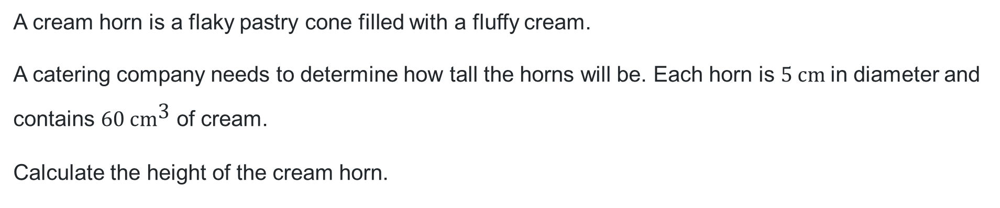 A cream horn is a flaky pastry cone filled with a fluffy cream.
A catering company needs to determine how tall the horns will be. Each horn is 5 cm in diameter and
contains 60 cm³ of cream.
Calculate the height of the cream horn.